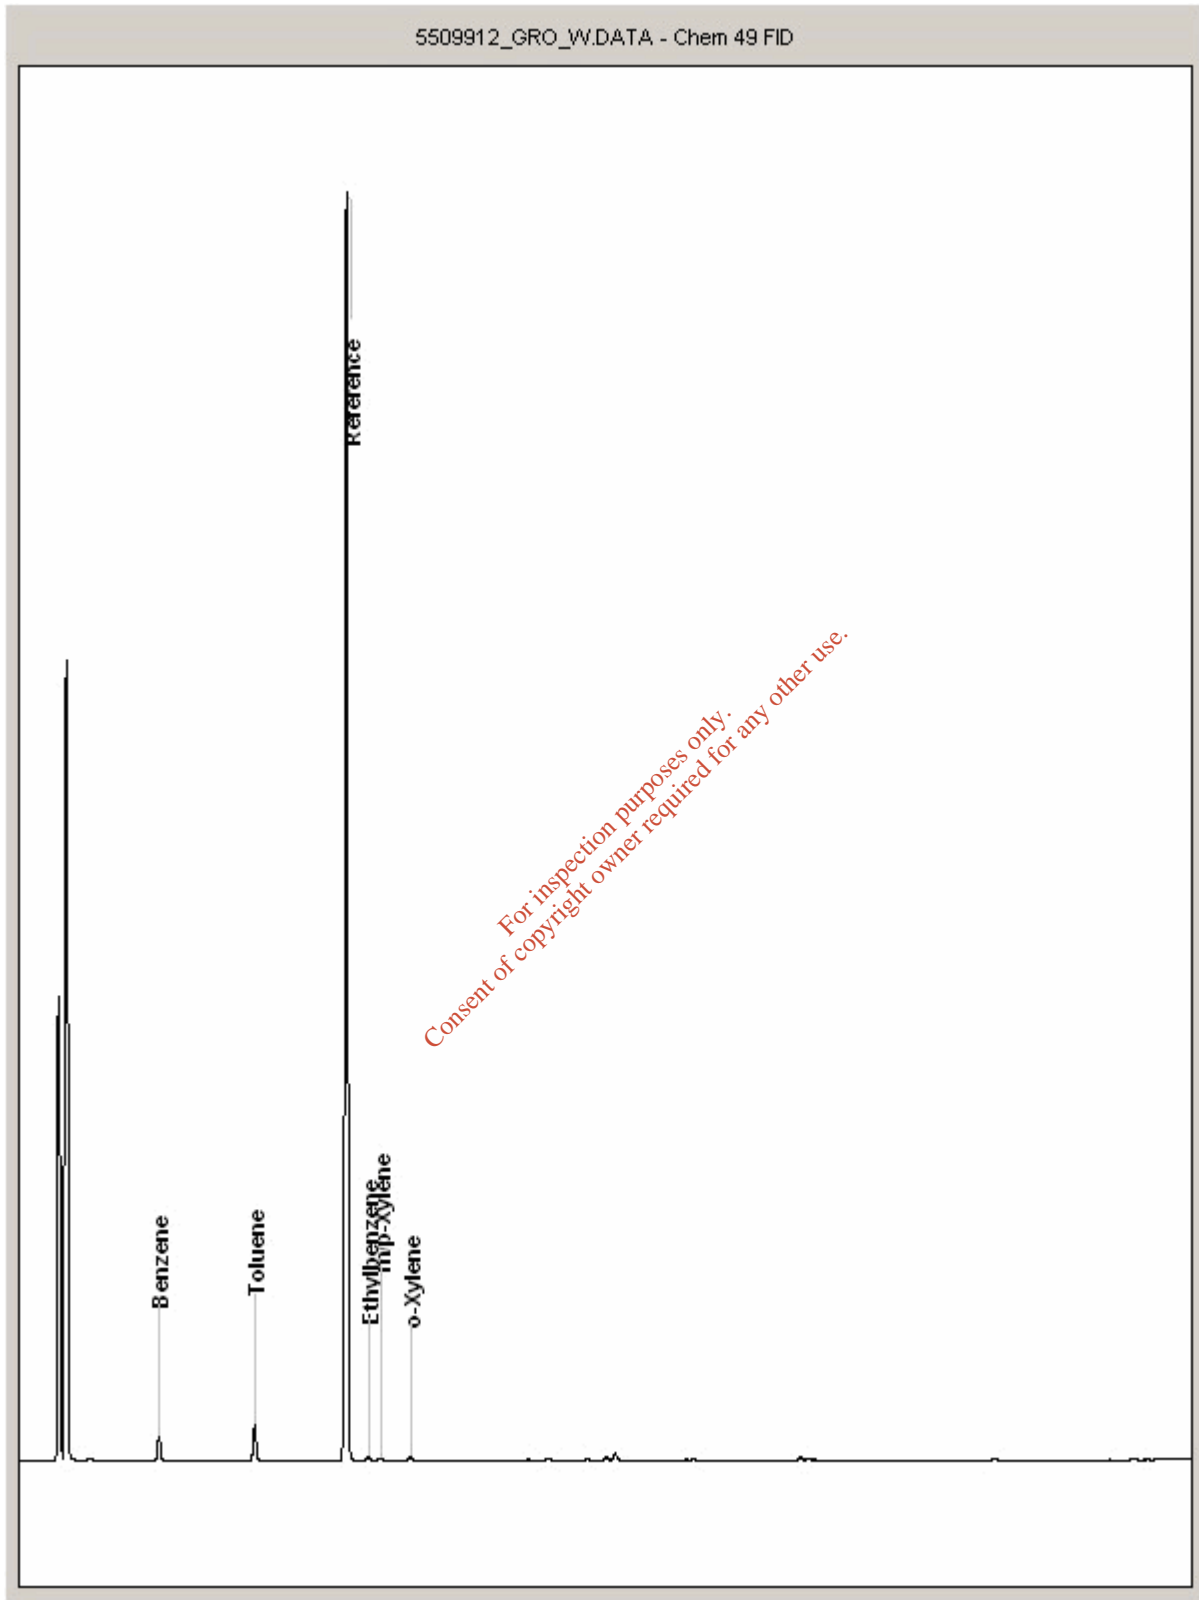 5509912_GRO_W.DATA - Chem 49 FID
Reference
Benzene
Toluene
Ethylbenzene
m/p-Xylene
o-Xylene
For inspection purposes only.
Consent of copyright owner required for any other use.